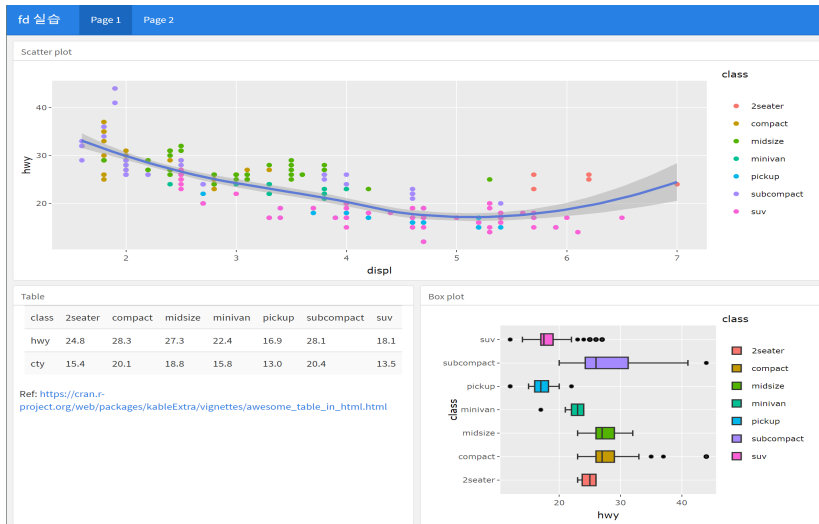 fd 실습 Page 1 Page 2
Scatter plot
class
2seater
compact
midsize
minivan
pickup
subcompact
suv
hwy
40
30
20
2 3 4 5 6 7
displ
Table
class 2seater compact midsize minivan pickup subcompact suv
hwy 24.8 28.3 27.3 22.4 16.9 28.1 18.1
cty 15.4 20.1 18.8 15.8 13.0 20.4 13.5
Ref: https://cran.r-
project.org/web/packages/kableExtra/vignettes/awesome_table_in_html.html
Box plot
class
suv
subcompact
pickup
minivan
midsize
compact
2seater
20 30 40
hwy
class
2seater
compact
midsize
minivan
pickup
subcompact
suv